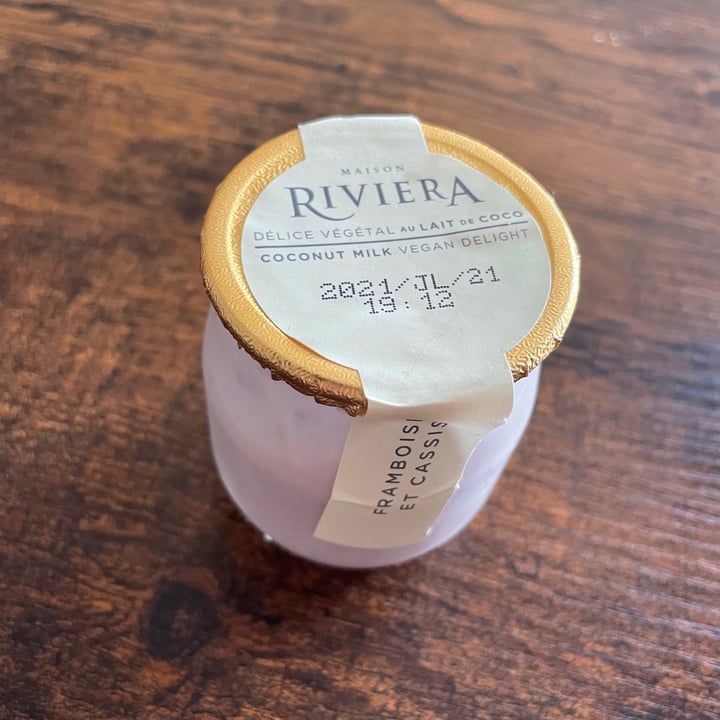 MAISON
RIVIERA
DÉLICE VÉGÉTAL AU LAIT DE COCO
COCONUT MILK VEGAN DELIGHT
2021/JL/21
19:12
FRAMBOIS
ET CASSIS